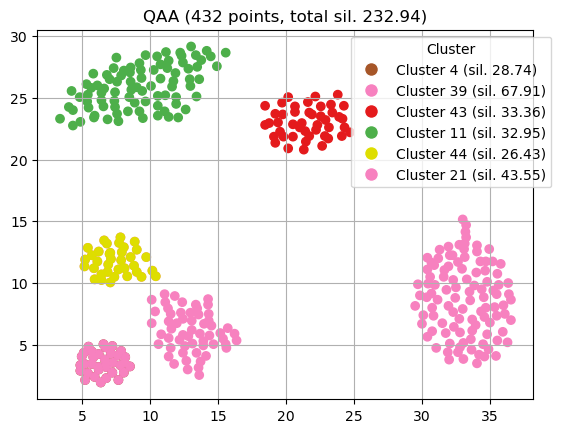 QAA (432 points, total sil. 232.94)
Cluster
Cluster 4 (sil. 28.74)
Cluster 39 (sil. 67.91)
Cluster 43 (sil. 33.36)
Cluster 11 (sil. 32.95)
Cluster 44 (sil. 26.43)
Cluster 21 (sil. 43.55)
30
25
20
15
10
5
5 10 15 20 25 30 35